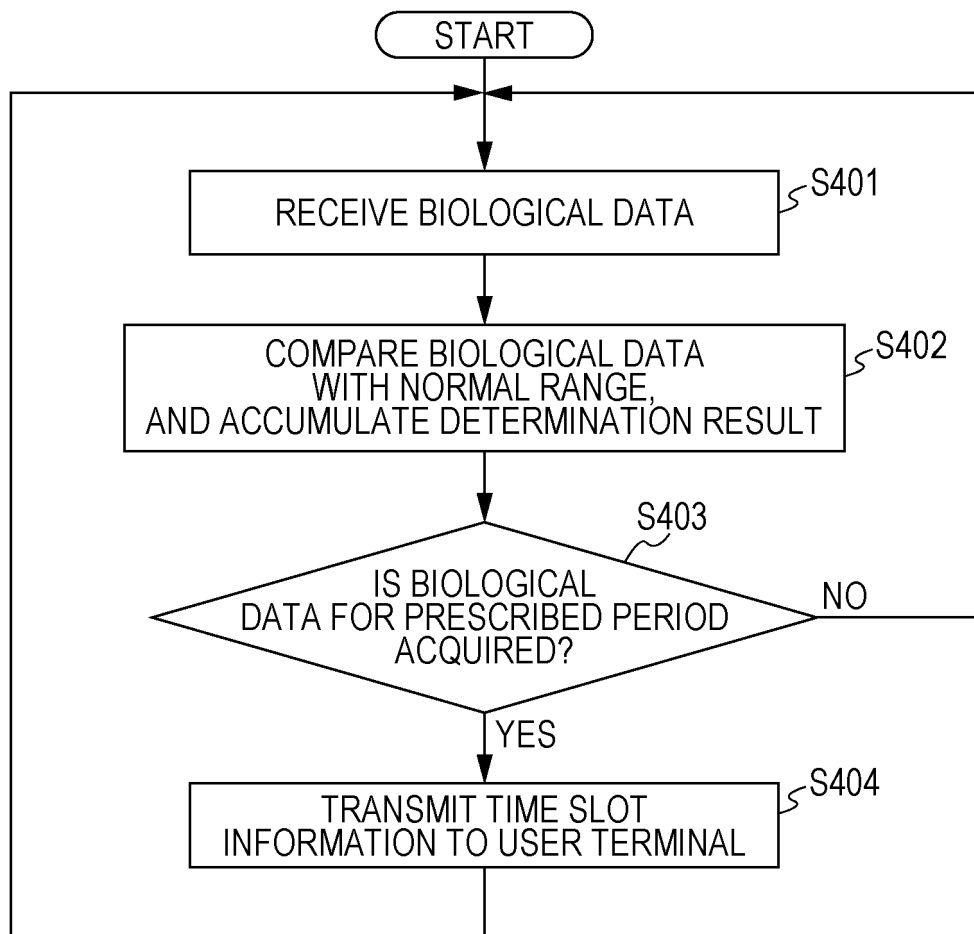 START
S401
RECEIVE BIOLOGICAL DATA
S402
COMPARE BIOLOGICAL DATA
WITH NORMAL RANGE,
AND ACCUMULATE DETERMINATION RESULT
S403
IS BIOLOGICAL
DATA FOR PRESCRIBED PERIOD
ACQUIRED?
NO
YES
S404
TRANSMIT TIME SLOT
INFORMATION TO USER TERMINAL